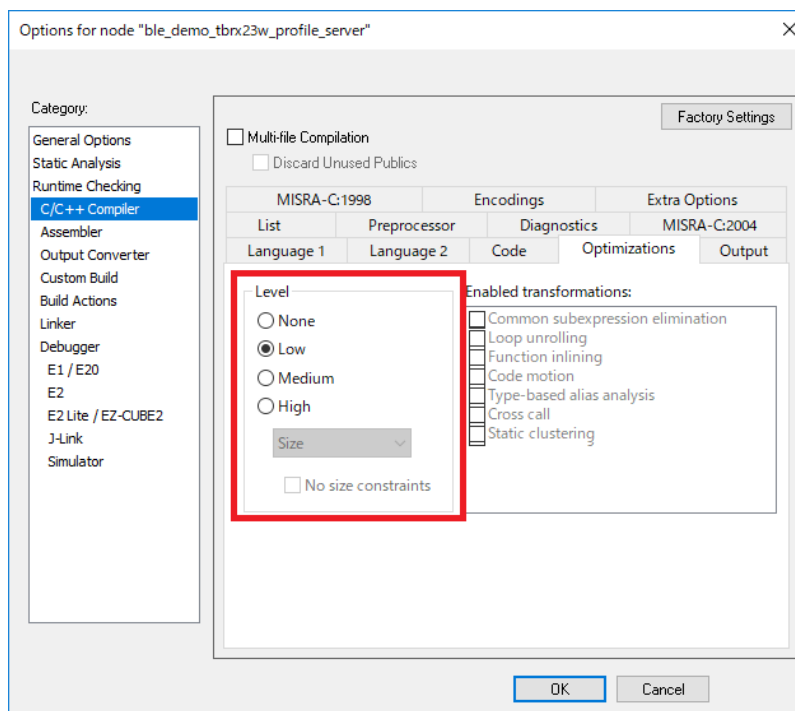 Options for node "ble_demo_tbrx23w_profile_server"
Category:
General Options
Static Analysis
Runtime Checking
C/C++ Compiler
Assembler
Output Converter
Custom Build
Build Actions
Linker
Debugger
E1 / E20
E2
E2 Lite / EZ-CUBE2
J-Link
Simulator
Factory Settings
Multi-file Compilation
Discard Unused Publics
MISRA-C:1998 Encodings Extra Options
List Preprocessor Diagnostics MISRA-C:2004
Language 1 Language 2 Code Optimizations Output
Level
None
Low
Medium
High
Size
No size constraints
Enabled transformations:
Common subexpression elimination
Loop unrolling
Function inlining
Code motion
Type-based alias analysis
Cross call
Static clustering
OK Cancel